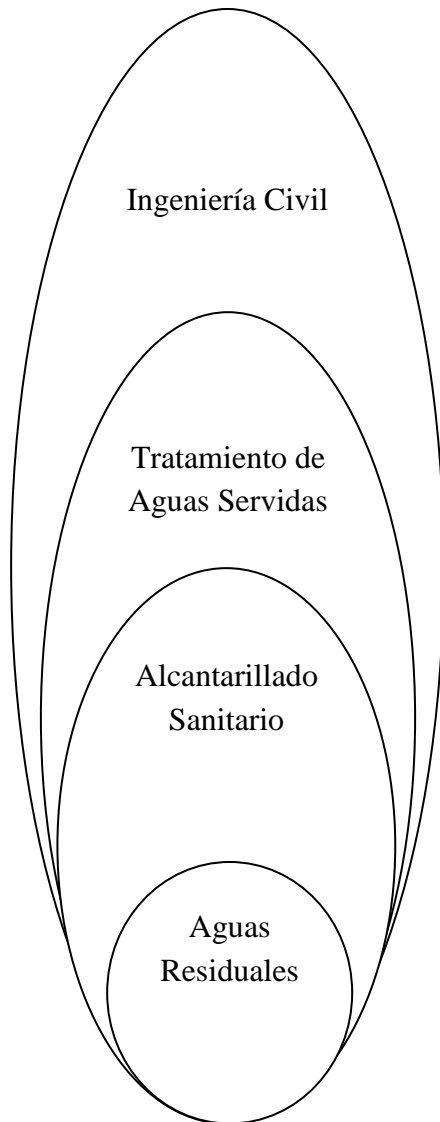 Ingeniería Civil
Tratamiento de
Aguas Servidas
Alcantarillado
Sanitario
Aguas
Residuales